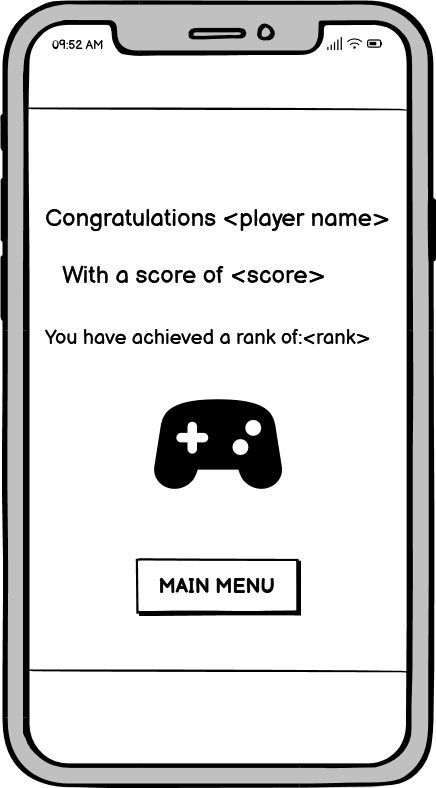 09:52 AM
Congratulations <player name>
With a score of <score>
You have achieved a rank of:<rank>
MAIN MENU